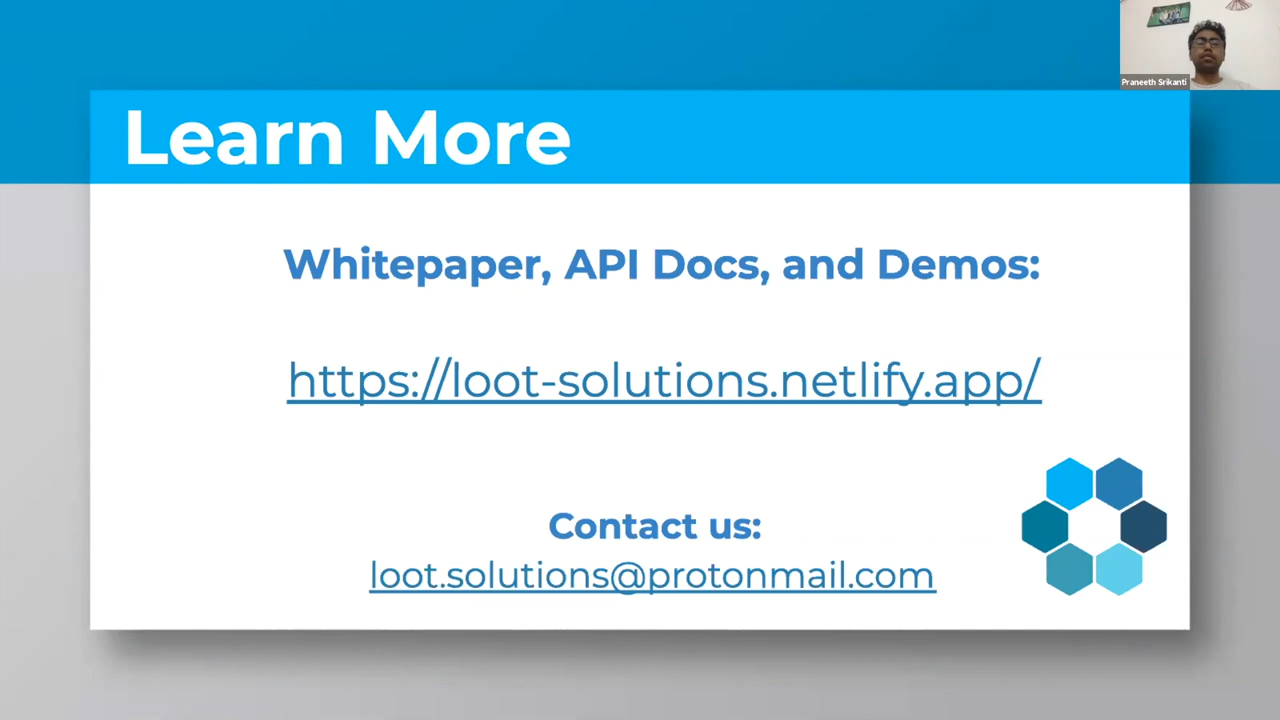 Praneeth Srikanti
Learn More
Whitepaper, API Docs, and Demos:
https://loot-solutions.netlify.app/
Contact us:
loot.solutions@protonmail.com